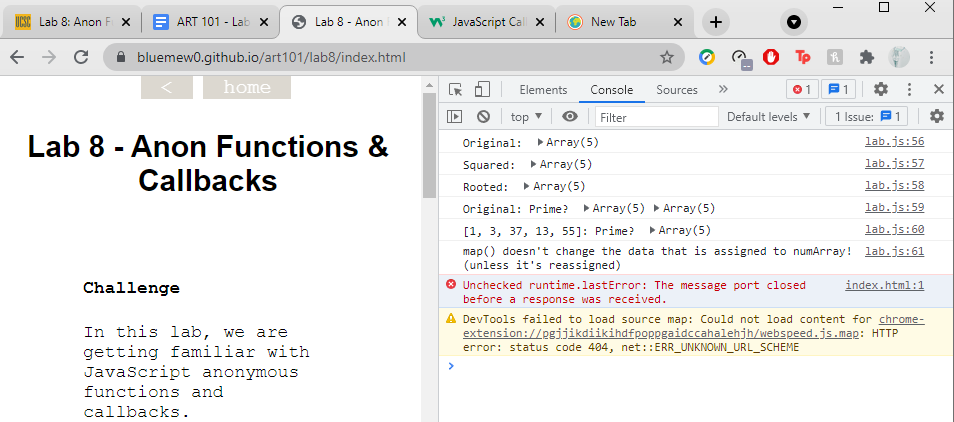 UCSC Lab 8: Anon F
ART 101 - Lab
Lab 8 - Anon F
JavaScript Cal
New Tab
bluemew0.github.io/art101/lab8/index.html
< home
Lab 8 - Anon Functions &
Callbacks
Challenge
In this lab, we are
getting familiar with
JavaScript anonymous
functions and
callbacks.
Elements Console Sources » 1 1
top ▼ Filter Default levels ▼ 1 Issue: 1
Original: ▶ Array(5) lab.js:56
Squared: ▶ Array(5) lab.js:57
Rooted: ▶ Array(5) lab.js:58
Original: Prime? ▶ Array(5) ▶ Array(5) lab.js:59
[1, 3, 37, 13, 55]: Prime? ▶ Array(5) lab.js:60
map() doesn't change the data that is assigned to numArray! lab.js:61
(unless it's reassigned)
Unchecked runtime.lastError: The message port closed index.html:1
before a response was received.
DevTools failed to load source map: Could not load content for chrome-
extension://pgjjikdiikihdfpoppgaidccahalehjh/webspeed.js.map: HTTP
error: status code 404, net::ERR_UNKNOWN_URL_SCHEME